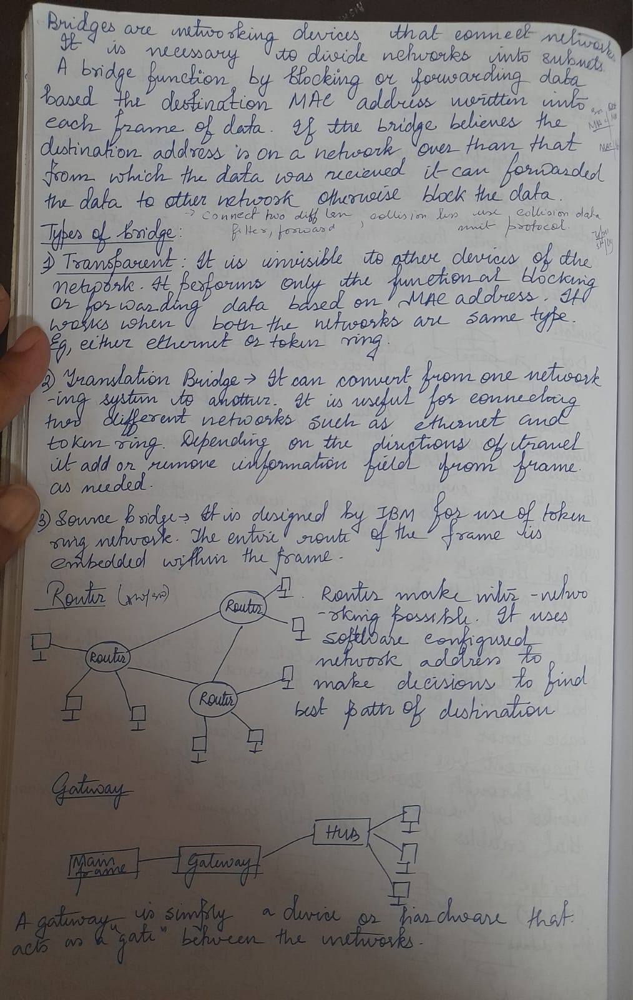 Bridges are networking devices that connect networks
It is necessary to divide networks into subnets.
A bridge function by blocking or forwarding data
based the destination MAC address written into
each frame of data. If the bridge believes the
destination address is on a network over than that
from which the data was recieved it can forwarded
the data to other network otherwise block the data.
→ connect two diff lan, collision less use, collision data
filter, forward unit protocol.
Types of bridge:
1) Transparent: It is invisible to other devices of the
network. It performs only the function of blocking
or forwarding data based on MAC address. It
works when both the networks are same type.
Eg, either ethernet or token ring.
2) Translation Bridge → It can convert from one network
-ing system to another. It is useful for connecting
two different networks such as ethernet and
token ring. Depending on the directions of travel
it add or remove information field from frame.
as needed.
3) Source bridge → It is designed by IBM for use of token
ring network. The entire route of the frame is
embedded within the frame.
Router
Router
Router
Router
Router make inter-netwo
-rking possible. It uses
software configured
network address to
make decisions to find
best path of destination
Gateway
Main
frame
Gateway
HUB
A gateway is simply a device or hardware that
acts as a "gate" between the networks.